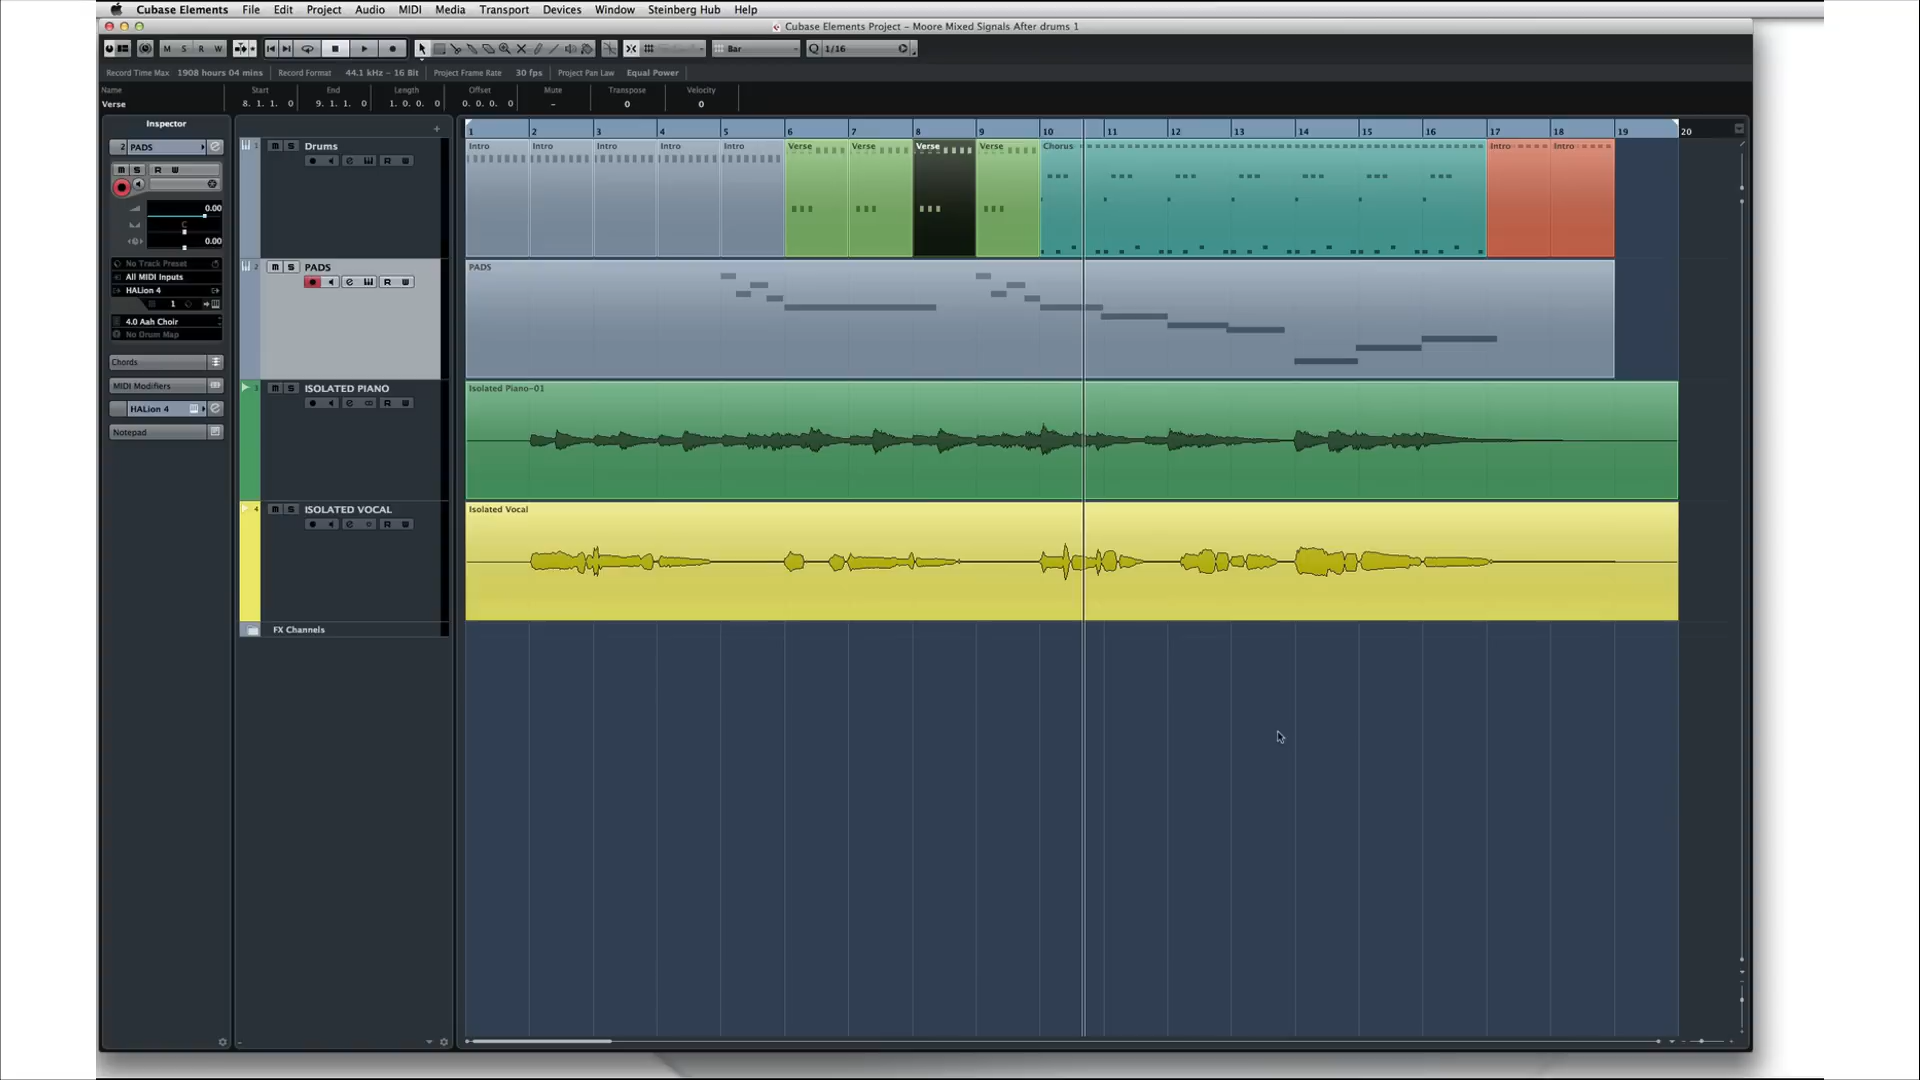 Cubase Elements File Edit Project Audio MIDI Media Transport Devices Window Steinberg Hub Help
Cubase Elements Project – Moore Mixed Signals After drums 1
M S R W Bar Q 1/16
Record Time Max 1908 hours 04 mins Record Format 44.1 kHz – 16 Bit Project Frame Rate 30 fps Project Pan Law Equal Power
Name Start End Length Offset Mute Transpose Velocity
Verse 8. 1. 1. 0 9. 1. 1. 0 1. 0. 0. 0 0. 0. 0. 0 – 0 0
Inspector
1 2 3 4 5 6 7 8 9 10 11 12 13 14 15 16 17 18 19 20
2 PADS
1 m S Drums
R W
Intro Intro Intro Intro Intro Verse Verse Verse Verse Chorus Intro Intro
m S R W
0.00
C
0.00
No Track Preset
All MIDI Inputs
HALion 4
1
4.0 Aah Choir
No Drum Map
2 m S PADS
R W
PADS
Chords
MIDI Modifiers
HALion 4
Notepad
3 m S ISOLATED PIANO
R W
Isolated Piano-01
4 m S ISOLATED VOCAL
R W
Isolated Vocal
FX Channels